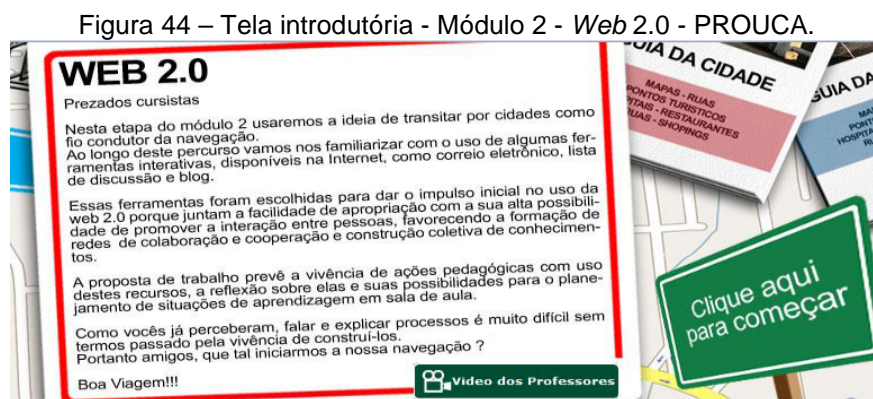 Figura 44 – Tela introdutória - Módulo 2 - Web 2.0 - PROUCA.
WEB 2.0
Prezados cursistas
Nesta etapa do módulo 2 usaremos a ideia de transitar por cidades como
fio condutor da navegação.
Ao longo deste percurso vamos nos familiarizar com o uso de algumas fer-
ramentas interativas, disponíveis na Internet, como correio eletrônico, lista
de discussão e blog.
Essas ferramentas foram escolhidas para dar o impulso inicial no uso da
web 2.0 porque juntam a facilidade de apropriação com a sua alta possibili-
dade de promover a interação entre pessoas, favorecendo a formação de
redes de colaboração e cooperação e construção coletiva de conhecimen-
tos.
A proposta de trabalho prevê a vivência de ações pedagógicas com uso
destes recursos, a reflexão sobre elas e suas possibilidades para o plane-
jamento de situações de aprendizagem em sala de aula.
Como vocês já perceberam, falar e explicar processos é muito difícil sem
termos passado pela vivência de construí-los.
Portanto amigos, que tal iniciarmos a nossa navegação ?
Boa Viagem!!!
Video dos Professores
GUIA DA CIDADE
MAPAS - RUAS
PONTOS TURISTICOS
HOSPITAIS - RESTAURANTES
RUAS - SHOPINGS
GUIA DA
Clique aqui
para começar